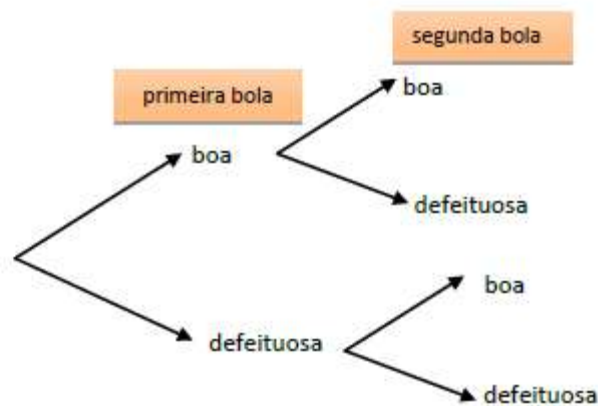 segunda bola
primeira bola
boa
boa
defeituosa
boa
defeituosa
defeituosa